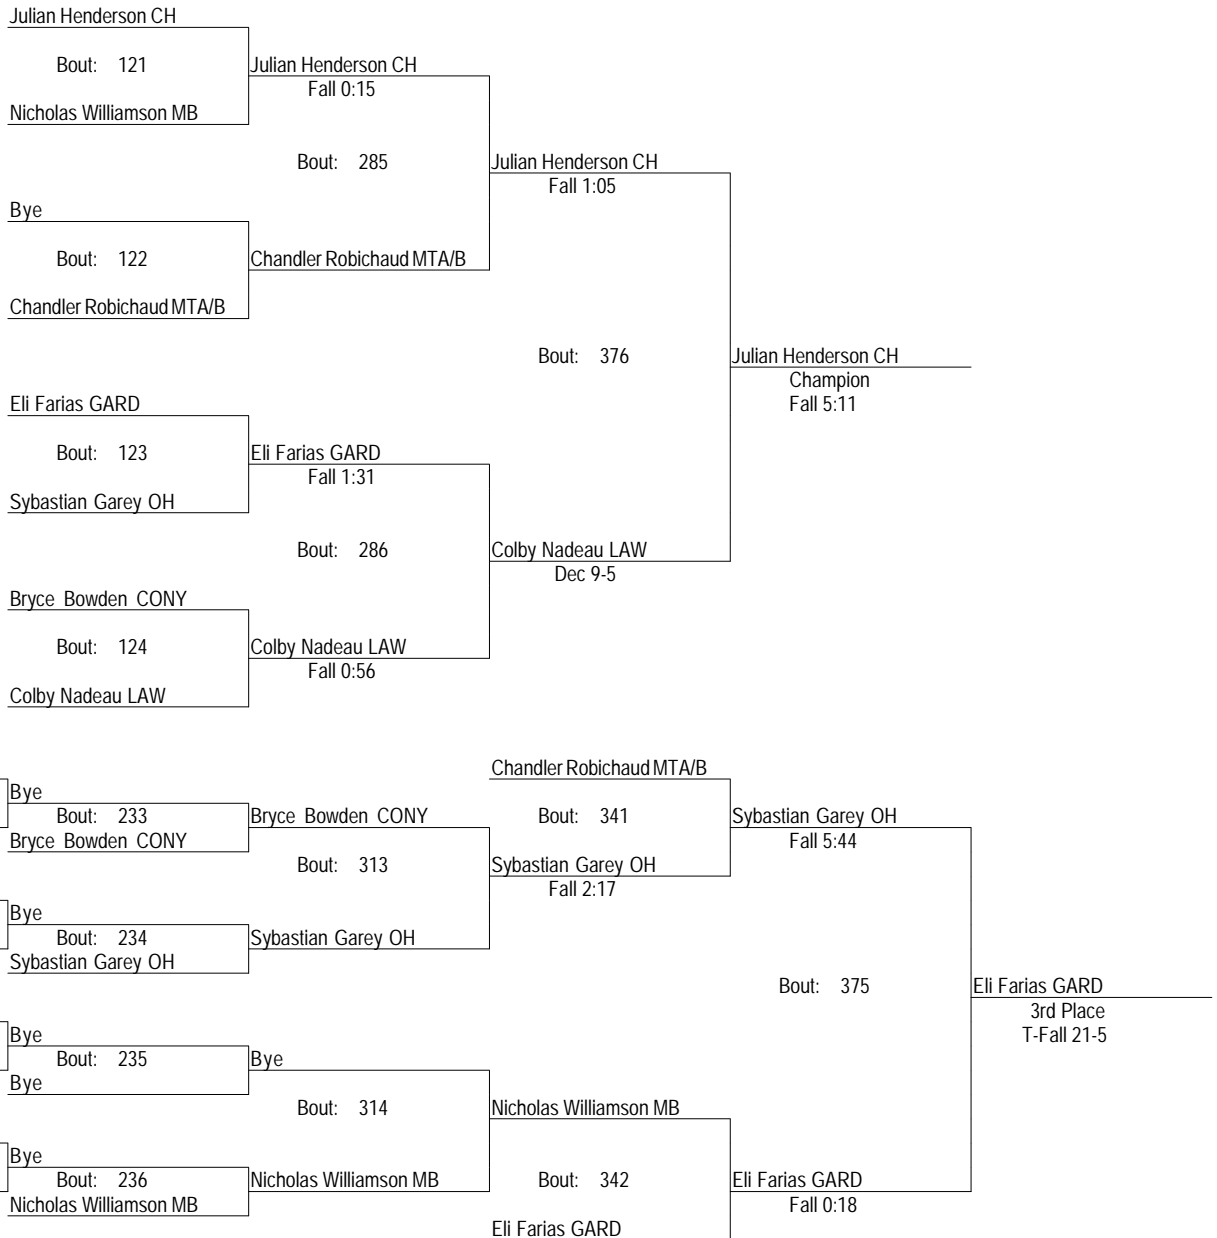 Julian Henderson CH
Bout: 121
Julian Henderson CH
Fall 0:15
Nicholas Williamson MB
Bout: 285
Julian Henderson CH
Fall 1:05
Bye
Bout: 122
Chandler Robichaud MTA/B
Chandler Robichaud MTA/B
Bout: 376
Julian Henderson CH
Champion
Fall 5:11
Eli Farias GARD
Bout: 123
Eli Farias GARD
Fall 1:31
Sybastian Garey OH
Bout: 286
Colby Nadeau LAW
Dec 9-5
Bryce Bowden CONY
Bout: 124
Colby Nadeau LAW
Fall 0:56
Colby Nadeau LAW
Chandler Robichaud MTA/B
Bye
Bout: 233
Bryce Bowden CONY
Bout: 341
Sybastian Garey OH
Fall 5:44
Bryce Bowden CONY
Bout: 313
Sybastian Garey OH
Fall 2:17
Bye
Bout: 234
Sybastian Garey OH
Sybastian Garey OH
Bout: 375
Eli Farias GARD
3rd Place
T-Fall 21-5
Bye
Bout: 235
Bye
Bye
Bout: 314
Nicholas Williamson MB
Bye
Bout: 236
Nicholas Williamson MB
Bout: 342
Eli Farias GARD
Fall 0:18
Nicholas Williamson MB
Eli Farias GARD